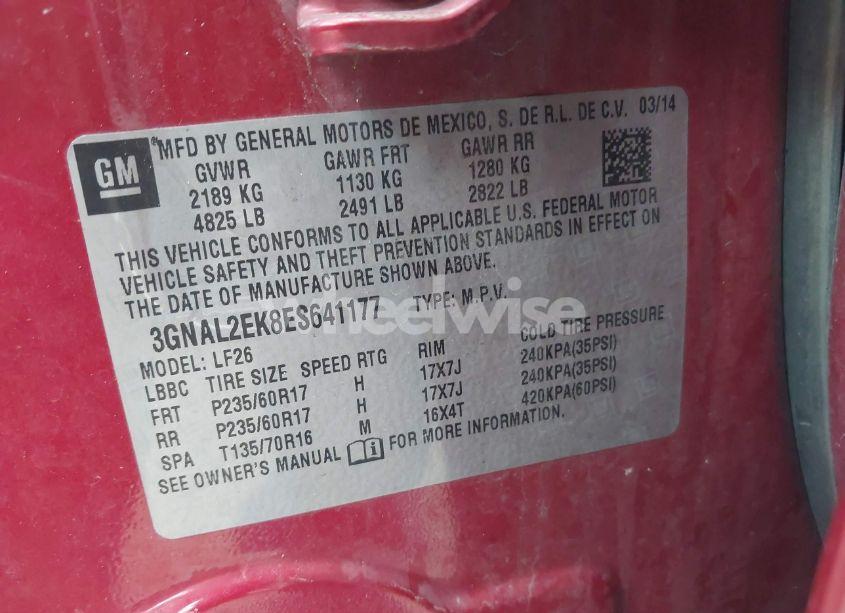 GM
MFD BY GENERAL MOTORS DE MEXICO, S. DE R.L. DE C.V. 03/14
GVWR GAWR FRT GAWR RR
2189 KG 1130 KG 1280 KG
4825 LB 2491 LB 2822 LB
THIS VEHICLE CONFORMS TO ALL APPLICABLE U.S. FEDERAL MOTOR
VEHICLE SAFETY AND THEFT PREVENTION STANDARDS IN EFFECT ON
THE DATE OF MANUFACTURE SHOWN ABOVE.
3GNAL2EK8ES641177 TYPE: M.P.V.
MODEL: LF26
LBBC TIRE SIZE SPEED RTG RIM COLD TIRE PRESSURE
FRT P235/60R17 H 17X7J 240KPA(35PSI)
RR P235/60R17 H 17X7J 240KPA(35PSI)
SPA T135/70R16 M 16X4T 420KPA(60PSI)
SEE OWNER'S MANUAL FOR MORE INFORMATION.